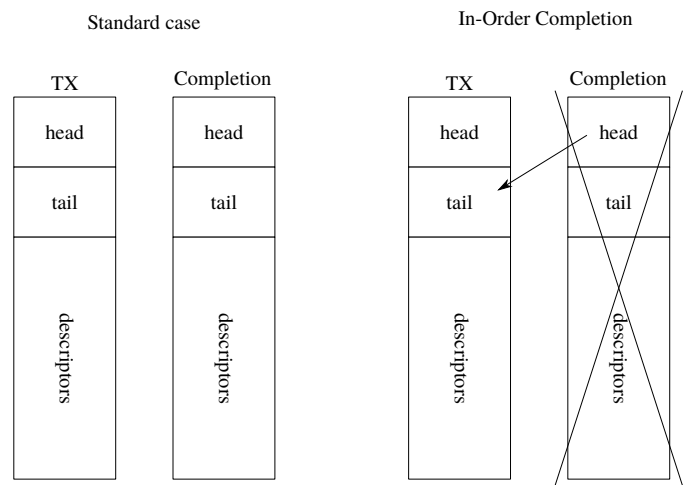 Standard case
In-Order Completion
TX
Completion
TX
Completion
head
head
head
head
tail
tail
tail
tail
descriptors
descriptors
descriptors
descriptors